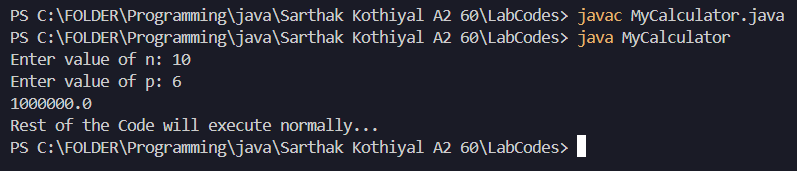 PS C:\FOLDER\Programming\java\Sarthak Kothiyal A2 60\LabCodes> javac MyCalculator.java
PS C:\FOLDER\Programming\java\Sarthak Kothiyal A2 60\LabCodes> java MyCalculator
Enter value of n: 10
Enter value of p: 6
1000000.0
Rest of the Code will execute normally...
PS C:\FOLDER\Programming\java\Sarthak Kothiyal A2 60\LabCodes>